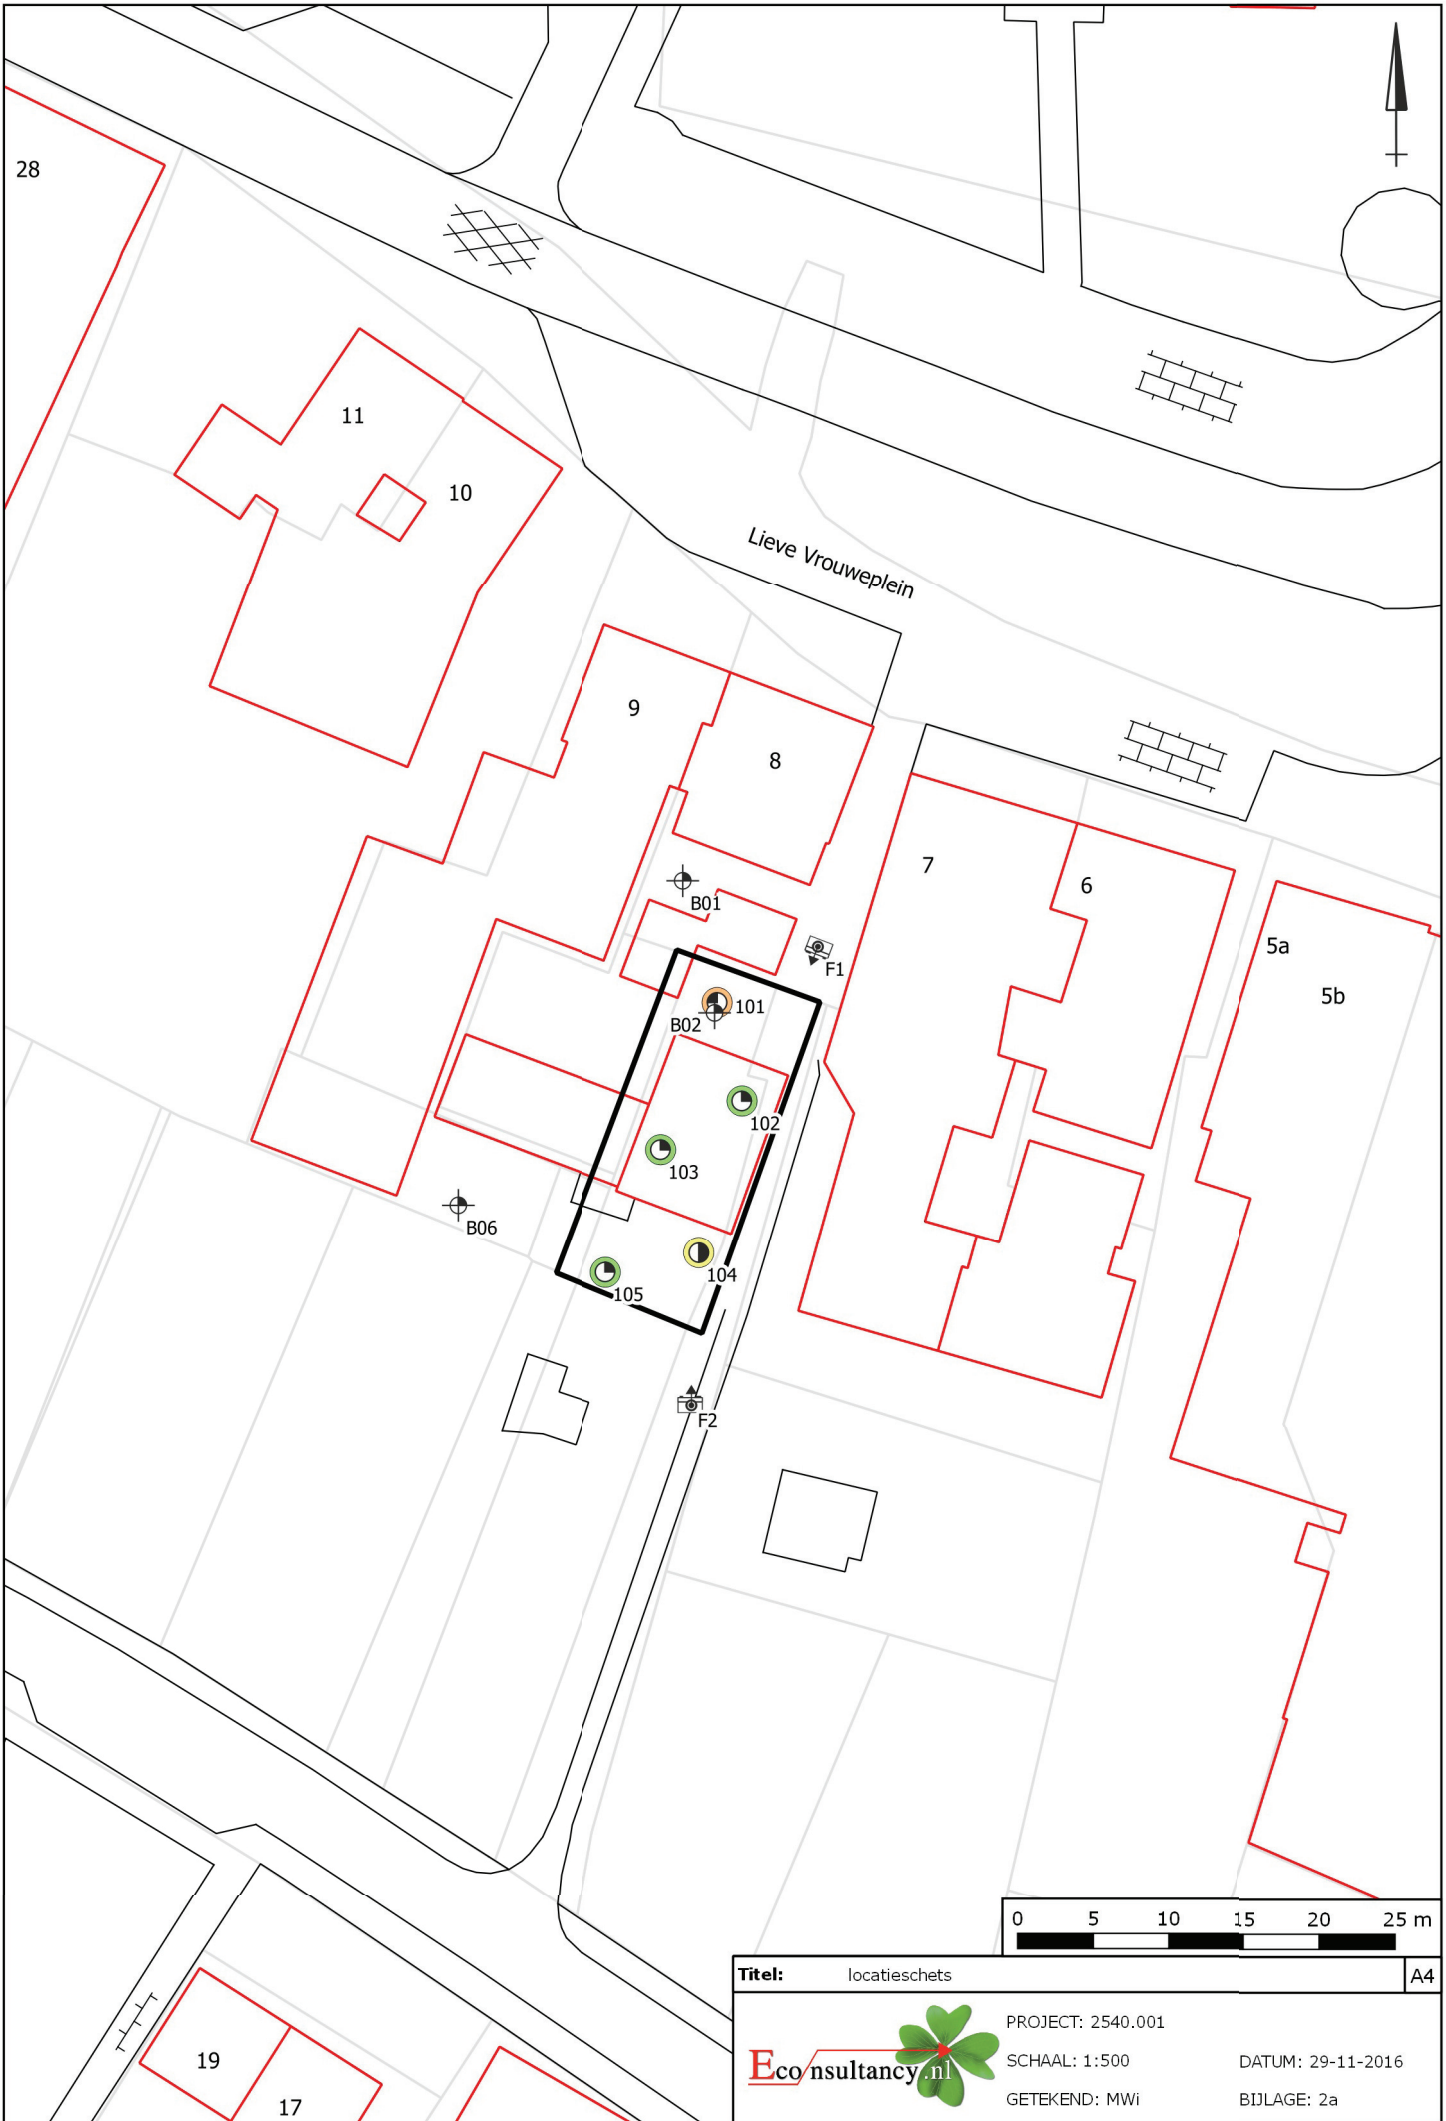 28
11
10
Lieve Vrouweplein
9
8
7
6
5a
5b
B01
F1
101
B02
102
103
B06
104
105
F2
0 5 10 15 20 25 m
Titel: locatieschets A4
PROJECT: 2540.001
Econsultancy.nl
SCHAAL: 1:500 DATUM: 29-11-2016
GETEKEND: MWi BIJLAGE: 2a
19
17